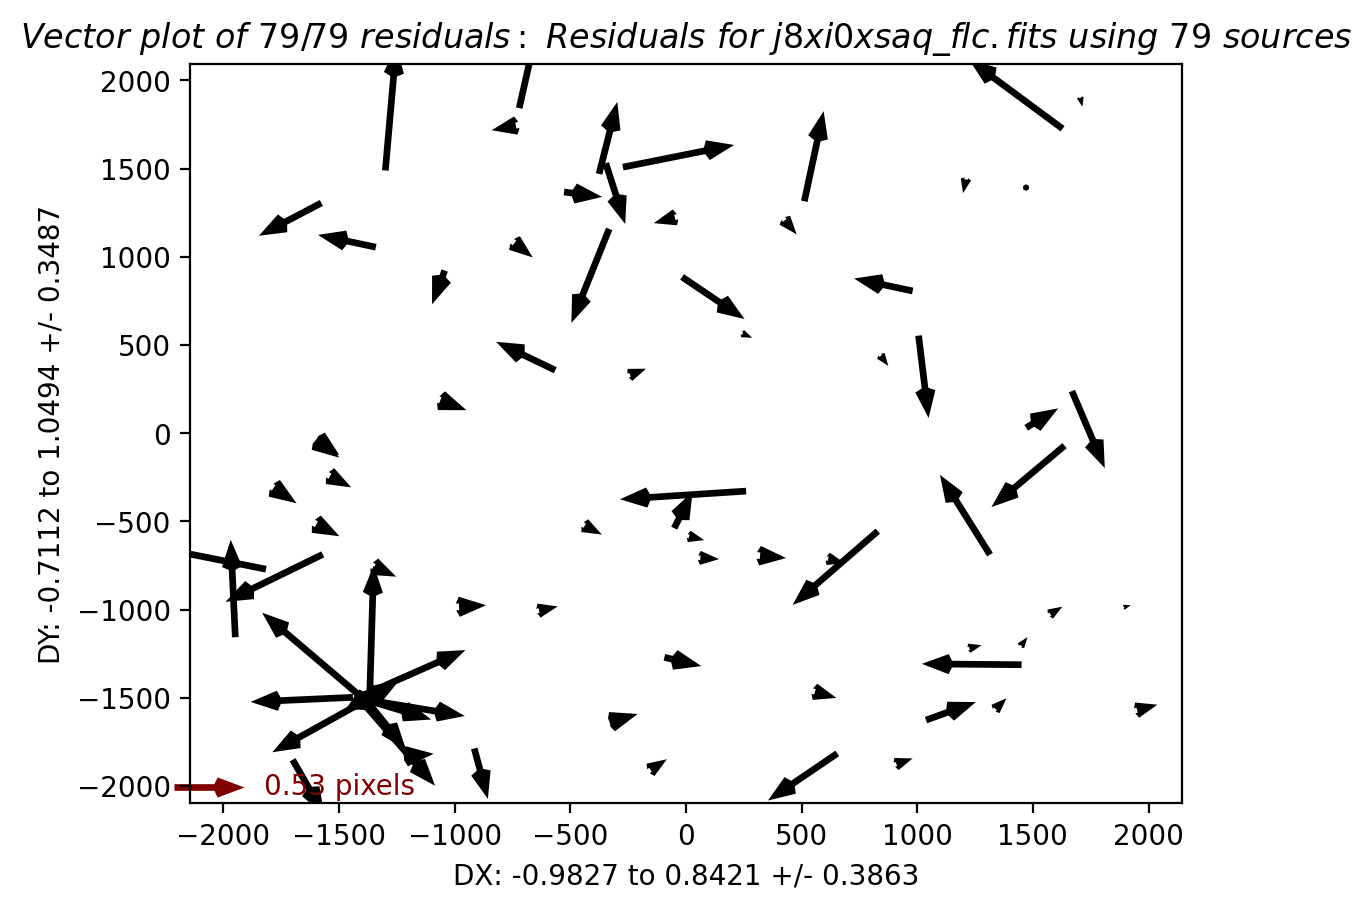 Vector plot of 79/79 residuals: Residuals for j8xi0xsaq_flc.fits using 79 sources
2000
1500
1000
500
0
−500
−1000
−1500
−2000
DY: -0.7112 to 1.0494 +/- 0.3487
0.53 pixels
−2000 −1500 −1000 −500 0 500 1000 1500 2000
DX: -0.9827 to 0.8421 +/- 0.3863